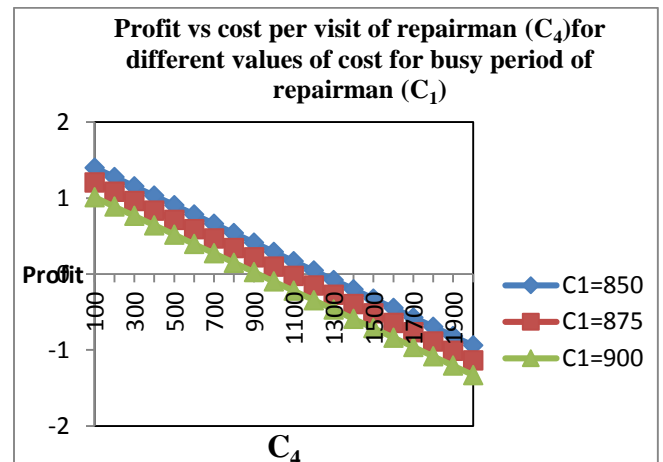 Profit vs cost per visit of repairman (C4)for
different values of cost for busy period of
repairman (C1)
2
1
0
-1
-2
Profit
100
300
500
700
900
1100
1300
1500
1700
1900
C4
C1=850
C1=875
C1=900